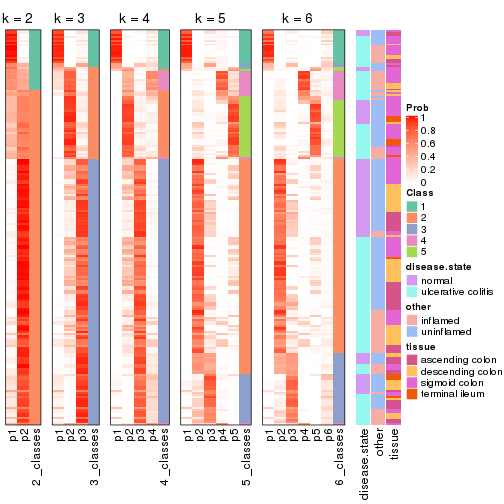 k = 2 k = 3 k = 4 k = 5 k = 6
Prob
1
0.8
0.6
0.4
0.2
0
Class
1
2
3
4
5
disease.state
normal
ulcerative colitis
other
inflamed
uninflamed
tissue
ascending colon
descending colon
sigmoid colon
terminal ileum
p1 p2 2_classes p1 p2 p3 3_classes p1 p2 p3 p4 4_classes p1 p2 p3 p4 p5 5_classes p1 p2 p3 p4 p5 p6 6_classes disease.state other tissue